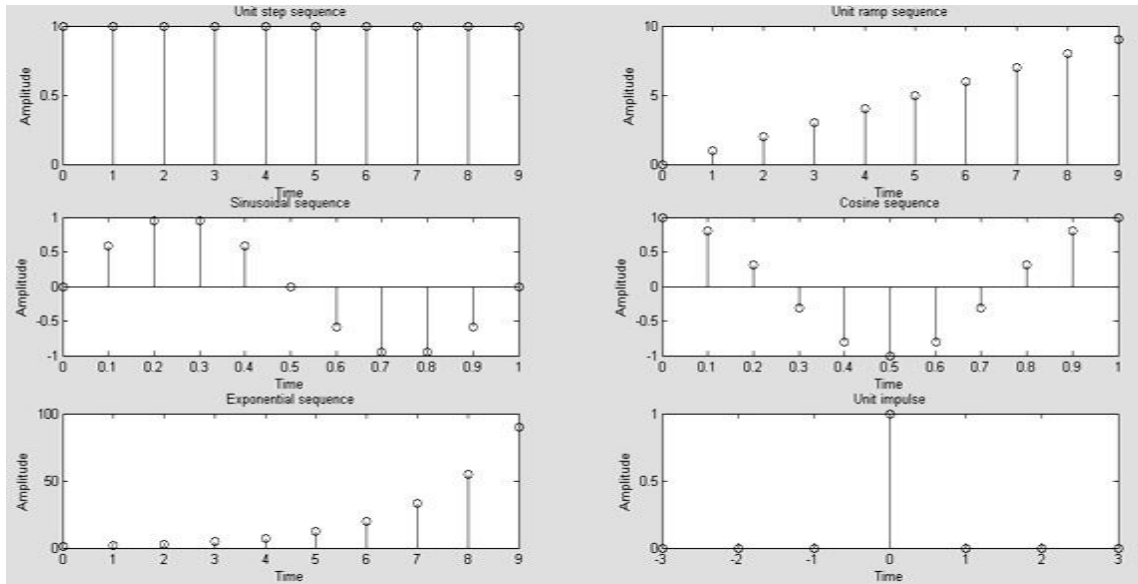 Unit step sequence
1
0.5
0
Amplitude
0 1 2 3 4 5 6 7 8 9
Time
Unit ramp sequence
10
5
0
Amplitude
0 1 2 3 4 5 6 7 8 9
Time
Sinusoidal sequence
1
0.5
0
-0.5
-1
Amplitude
0 0.1 0.2 0.3 0.4 0.5 0.6 0.7 0.8 0.9 1
Time
Cosine sequence
1
0.5
0
-0.5
-1
Amplitude
0 0.1 0.2 0.3 0.4 0.5 0.6 0.7 0.8 0.9 1
Time
Exponential sequence
100
50
0
Amplitude
0 1 2 3 4 5 6 7 8 9
Time
Unit impulse
1
0.5
0
Amplitude
-3 -2 -1 0 1 2 3
Time